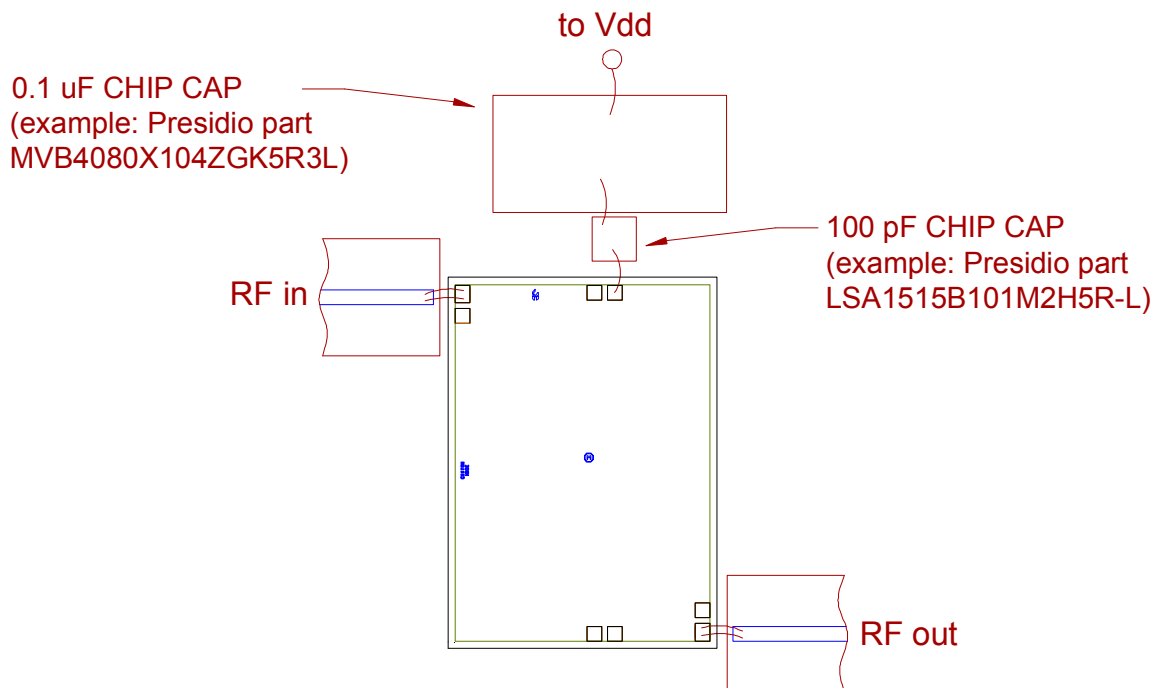 to Vdd
0.1 uF CHIP CAP
(example: Presidio part
MVB4080X104ZGK5R3L)
100 pF CHIP CAP
(example: Presidio part
LSA1515B101M2H5R-L)
RF in
RF out